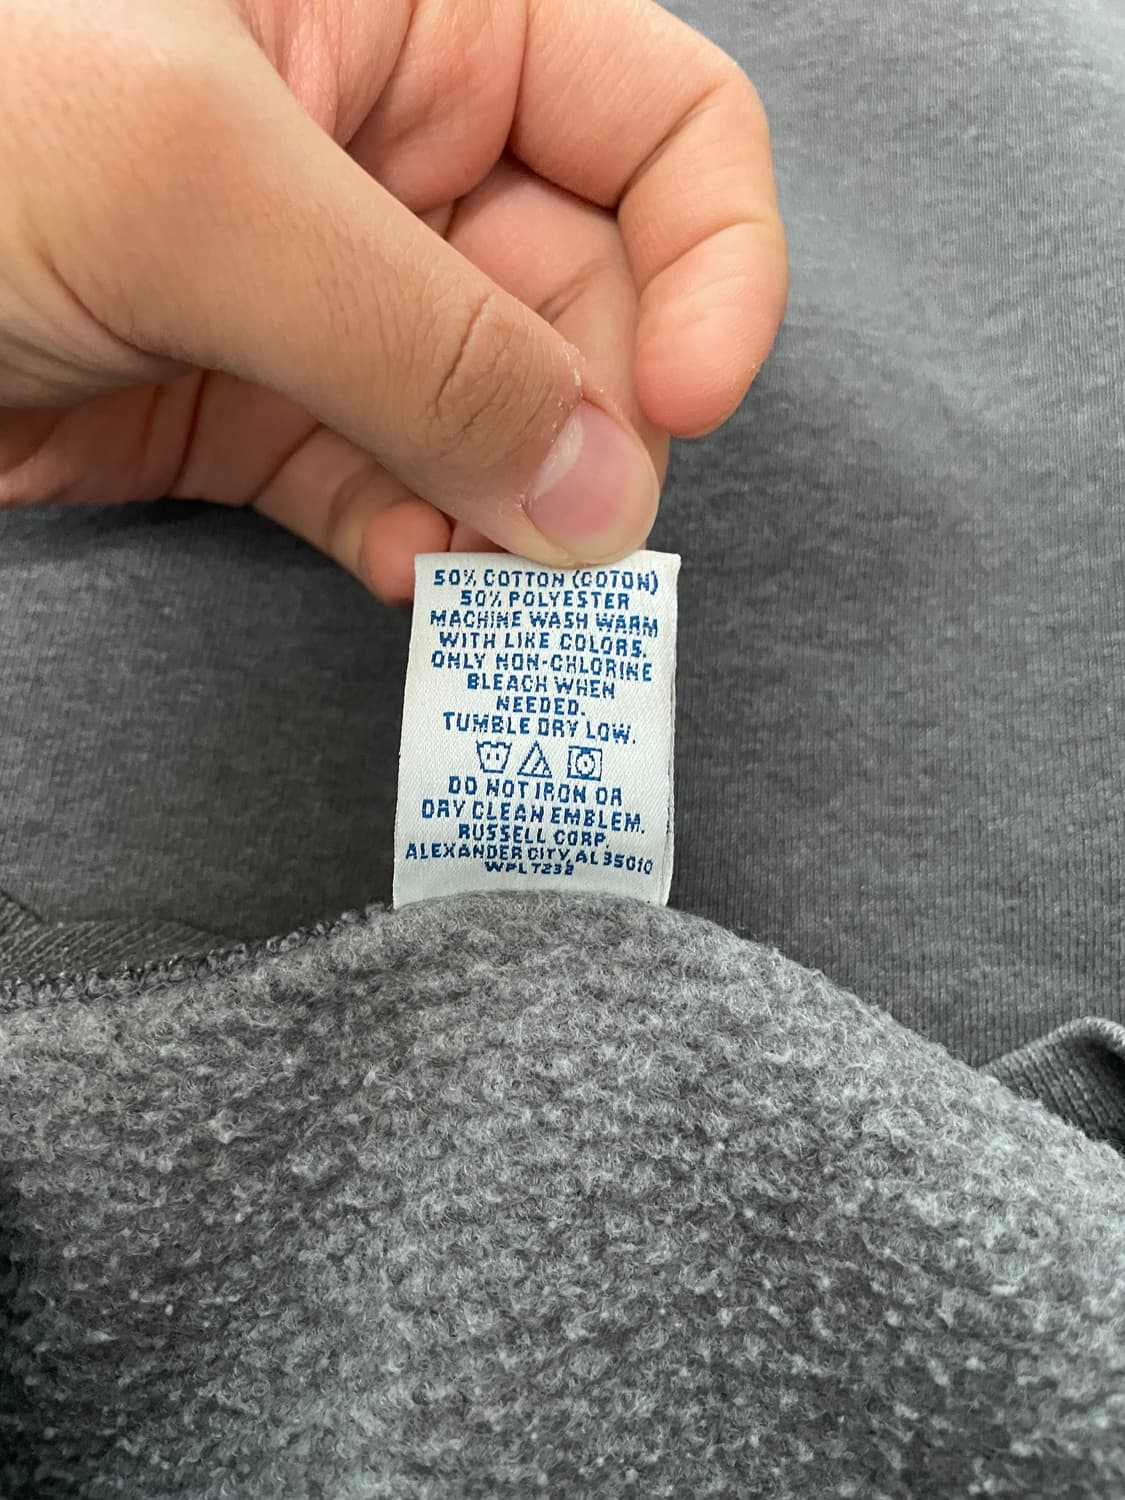 50% COTTON (COTON)
50% POLYESTER
MACHINE WASH WARM
WITH LIKE COLORS.
ONLY NON-CHLORINE
BLEACH WHEN
NEEDED.
TUMBLE DRY LOW.
DO NOT IRON OR
DRY CLEAN EMBLEM.
RUSSELL CORP.
ALEXANDER CITY, AL 35010
WPL 7232